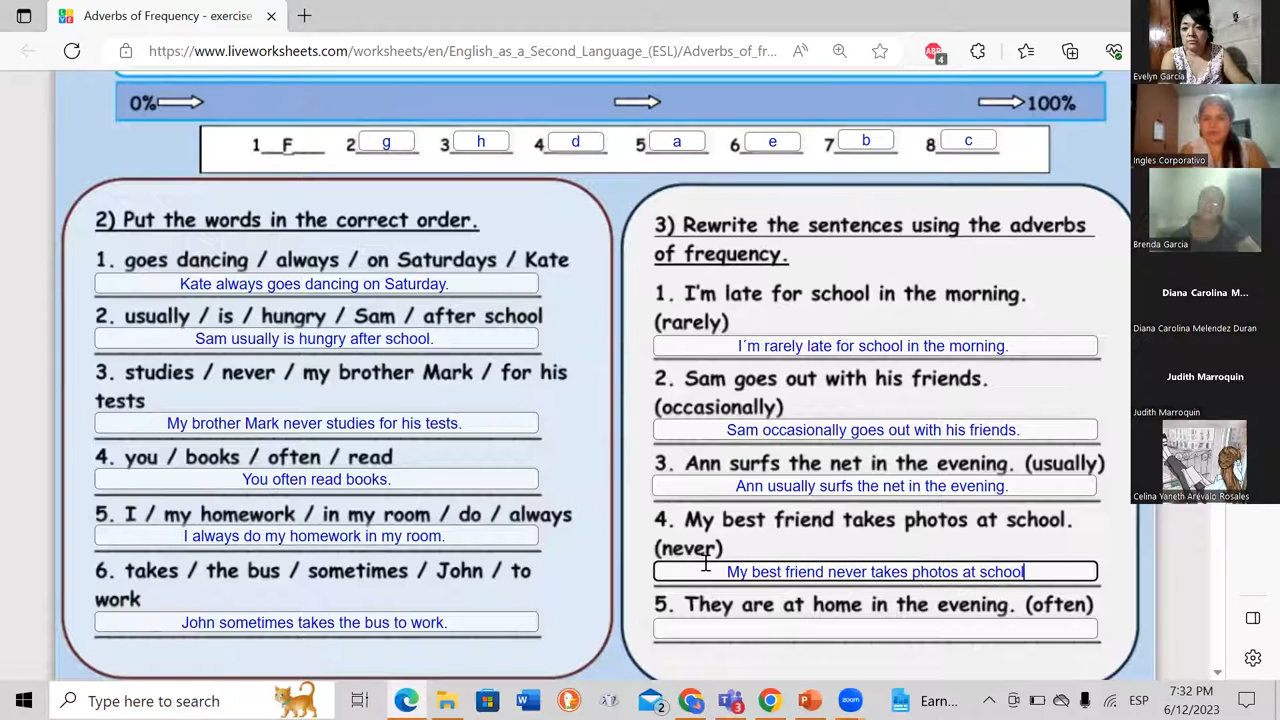 Adverbs of Frequency - exercise
https://www.liveworksheets.com/worksheets/en/English_as_a_Second_Language_(ESL)/Adverbs_of_fr...
ABP
4
0%
100%
1 F 2 g 3 h 4 d 5 a 6 e 7 b 8 c
2) Put the words in the correct order.
1. goes dancing / always / on Saturdays / Kate
Kate always goes dancing on Saturday.
2. usually / is / hungry / Sam / after school
Sam usually is hungry after school.
3. studies / never / my brother Mark / for his
tests
My brother Mark never studies for his tests.
4. you / books / often / read
You often read books.
5. I / my homework / in my room / do / always
I always do my homework in my room.
6. takes / the bus / sometimes / John / to
work
John sometimes takes the bus to work.
3) Rewrite the sentences using the adverbs
of frequency.
1. I'm late for school in the morning.
(rarely)
I´m rarely late for school in the morning.
2. Sam goes out with his friends.
(occasionally)
Sam occasionally goes out with his friends.
3. Ann surfs the net in the evening. (usually)
Ann usually surfs the net in the evening.
4. My best friend takes photos at school.
(never)
My best friend never takes photos at school
5. They are at home in the evening. (often)
Evelyn García
Ingles Corporativo
Brenda Garcia
Diana Carolina M...
Diana Carolina Melendez Duran
Judith Marroquin
Judith Marroquin
Celina Yaneth Arévalo Rosales
Type here to search
2
3
zoom
Earn...
ESP
7:32 PM
6/12/2023